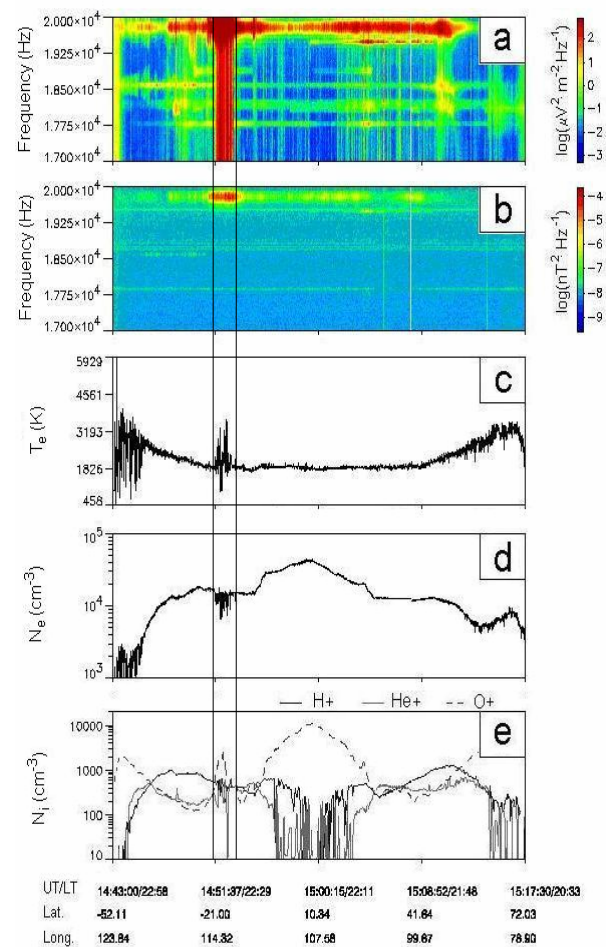 2.000×10⁴
1.925×10⁴
1.850×10⁴
1.775×10⁴
1.700×10⁴
Frequency (Hz)
a
2
1
0
-1
-2
-3
log(μV² m⁻² Hz⁻¹)
2.000×10⁴
1.925×10⁴
1.850×10⁴
1.775×10⁴
1.700×10⁴
Frequency (Hz)
b
-4
-5
-6
-7
-8
-9
log(nT² Hz⁻¹)
5929
4561
3193
1826
458
Te (K)
c
10⁵
10⁴
10³
Ne (cm⁻³)
d
H+ He+ O+
10000
1000
100
10
Ni (cm⁻³)
e
UT/LT 14:43:00/22:58 14:51:37/22:29 15:00:15/22:11 15:08:52/21:46 15:17:30/20:33
Lat. -52.11 -21.00 10.84 41.64 72.03
Long. 123.84 114.32 107.58 99.67 78.90